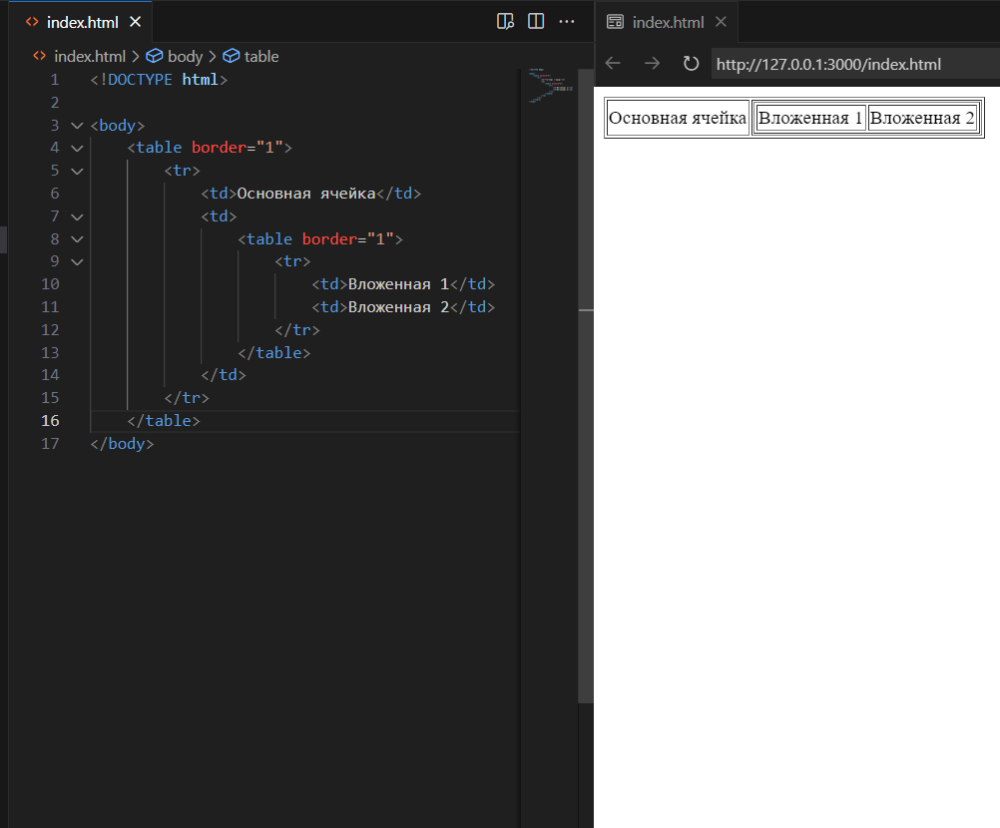 index.html
index.html > body > table
1 <!DOCTYPE html>
2
3 <body>
4 <table border="1">
5 <tr>
6 <td>Основная ячейка</td>
7 <td>
8 <table border="1">
9 <tr>
10 <td>Вложенная 1</td>
11 <td>Вложенная 2</td>
12 </tr>
13 </table>
14 </td>
15 </tr>
16 </table>
17 </body>
index.html
http://127.0.0.1:3000/index.html
Основная ячейка Вложенная 1 Вложенная 2